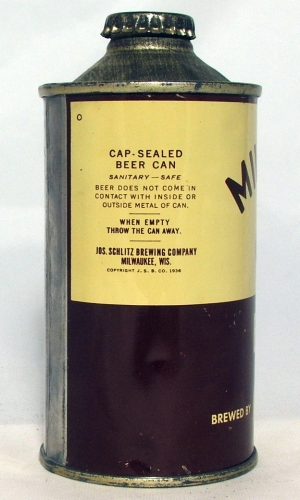 O
CAP-SEALED
BEER CAN
SANITARY—SAFE
BEER DOES NOT COME IN
CONTACT WITH INSIDE OR
OUTSIDE METAL OF CAN.
WHEN EMPTY
THROW THE CAN AWAY.
JOS. SCHLITZ BREWING COMPANY
MILWAUKEE, WIS.
COPYRIGHT J. S. B. CO. 1936
BREWED BY